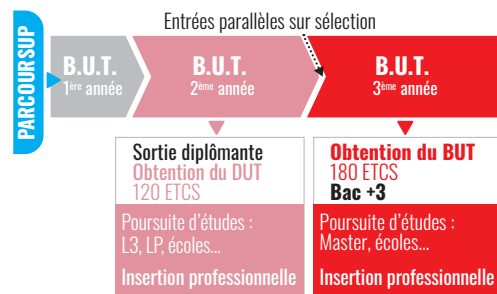 Entrées parallèles sur sélection
PARCOURSUP
B.U.T.
1ère année
B.U.T.
2ème année
B.U.T.
3ème année
Sortie diplômante
Obtention du DUT
120 ETCS
Poursuite d'études :
L3, LP, écoles...
Insertion professionnelle
Obtention du BUT
180 ETCS
Bac +3
Poursuite d'études :
Master, écoles...
Insertion professionnelle